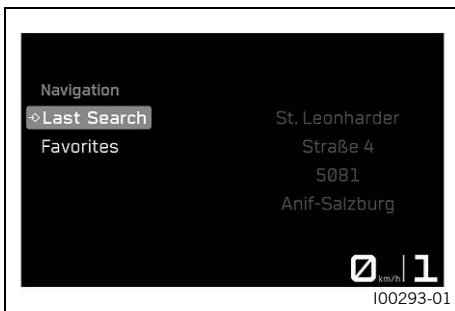 Navigation
Last Search
Favorites
St. Leonharder
Straße 4
5081
Anif-Salzburg
0 km/h 1
I00293-01